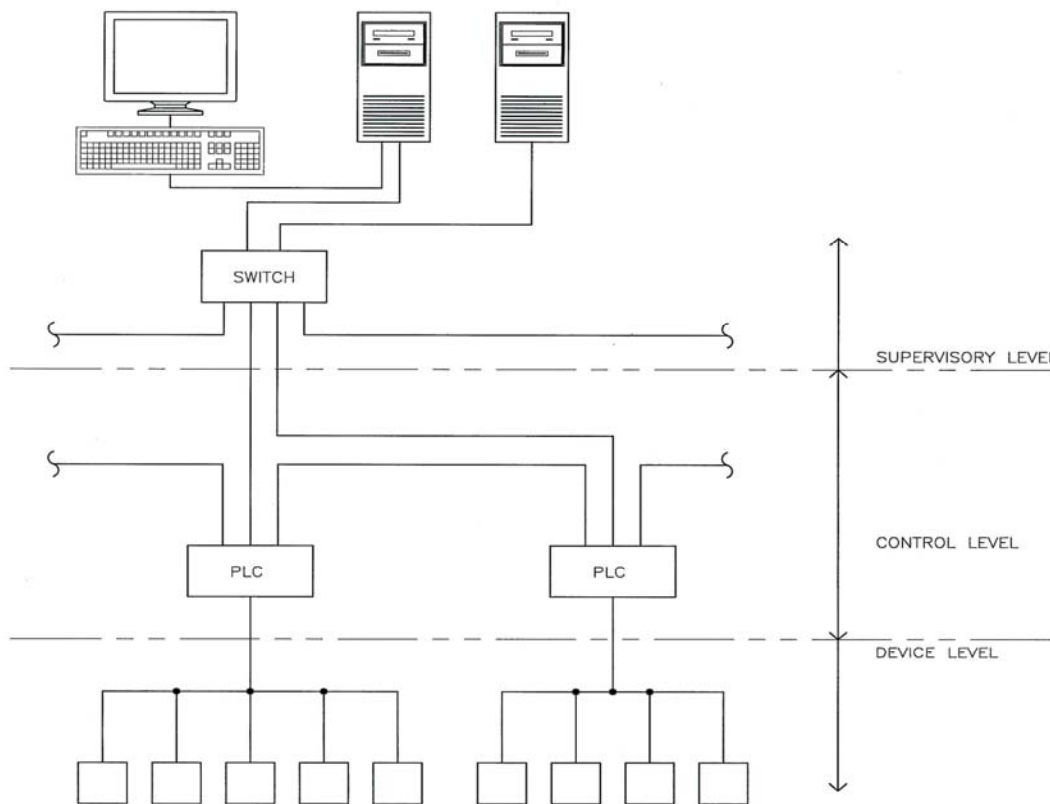 SWITCH
SUPERVISORY LEVEL
CONTROL LEVEL
PLC
PLC
DEVICE LEVEL